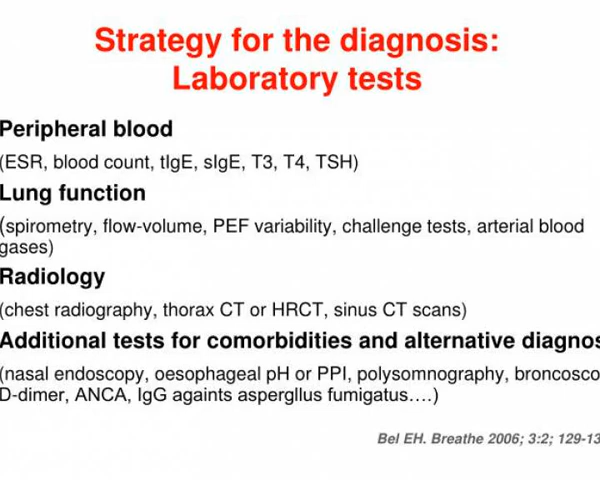 Strategy for the diagnosis:
Laboratory tests
Peripheral blood
(ESR, blood count, tIgE, sIgE, T3, T4, TSH)
Lung function
(spirometry, flow-volume, PEF variability, challenge tests, arterial blood
gases)
Radiology
(chest radiography, thorax CT or HRCT, sinus CT scans)
Additional tests for comorbidities and alternative diagnos
(nasal endoscopy, oesophageal pH or PPI, polysomnography, broncosco
D-dimer, ANCA, IgG againts aspergllus fumigatus….)
Bel EH. Breathe 2006; 3:2; 129-13